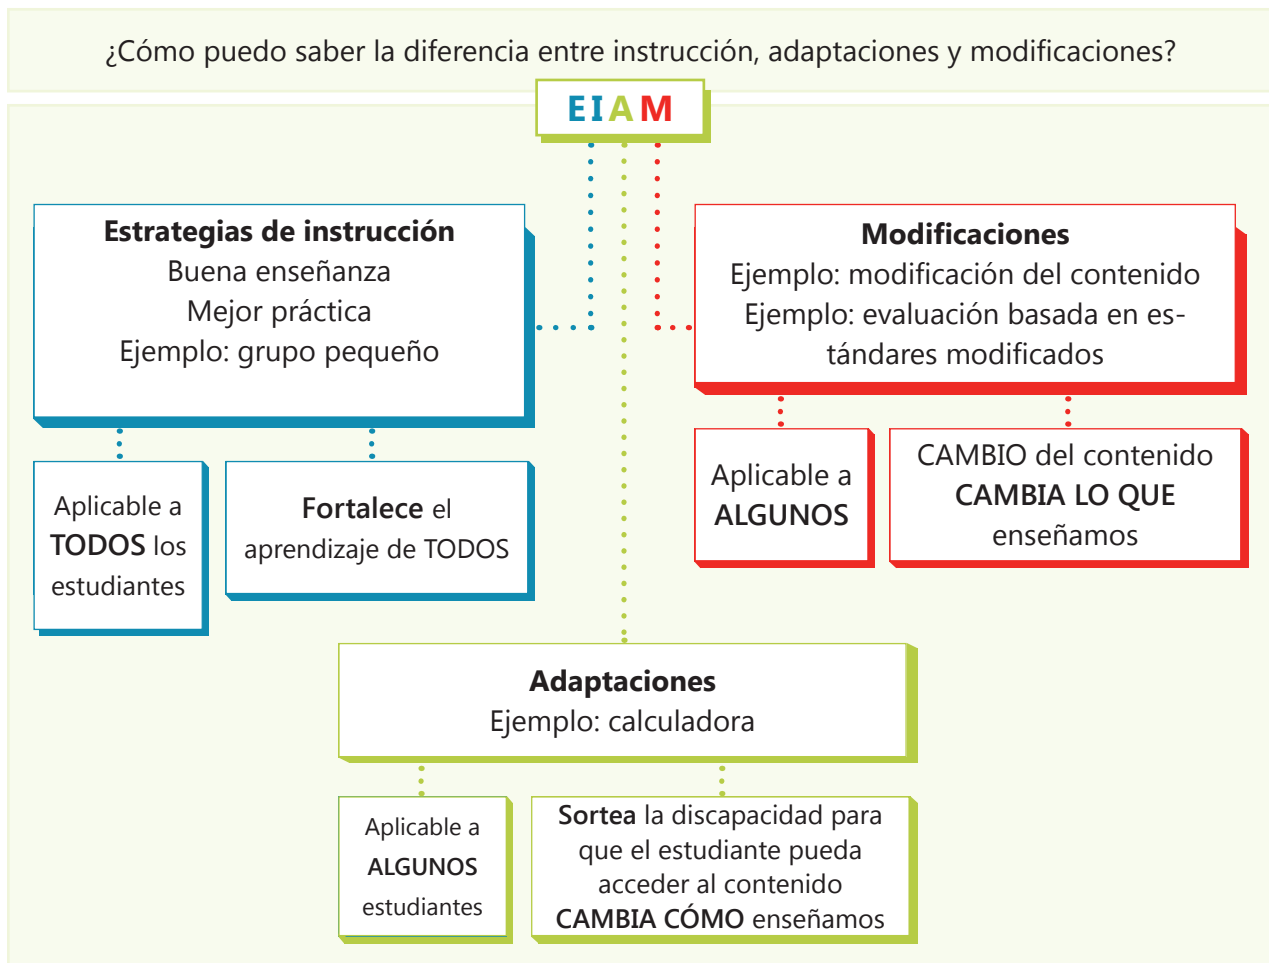 ¿Cómo puedo saber la diferencia entre instrucción, adaptaciones y modificaciones?
EIAM
Estrategias de instrucción
Buena enseñanza
Mejor práctica
Ejemplo: grupo pequeño
Aplicable a
TODOS los
estudiantes
Fortalece el
aprendizaje de TODOS
Modificaciones
Ejemplo: modificación del contenido
Ejemplo: evaluación basada en es-
tándares modificados
Aplicable a
ALGUNOS
CAMBIO del contenido
CAMBIA LO QUE
enseñamos
Adaptaciones
Ejemplo: calculadora
Aplicable a
ALGUNOS
estudiantes
Sortea la discapacidad para
que el estudiante pueda
acceder al contenido
CAMBIA CÓMO enseñamos